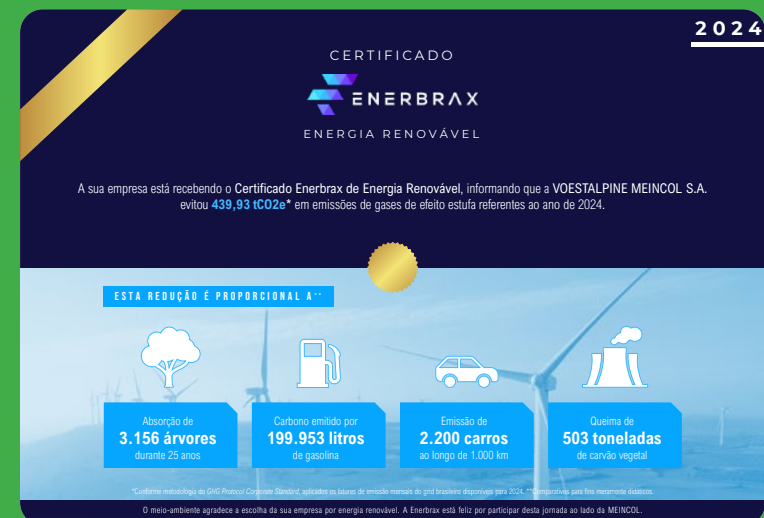 2024
CERTIFICADO
ENERBRAX
ENERGIA RENOVÁVEL
A sua empresa está recebendo o Certificado Enerbrax de Energia Renovável, informando que a VOESTALPINE MEINCOL S.A.
evitou 439,93 tCO2e* em emissões de gases de efeito estufa referentes ao ano de 2024.
ESTA REDUÇÃO É PROPORCIONAL A**
Absorção de
3.156 árvores
durante 25 anos
Carbono emitido por
199.953 litros
de gasolina
Emissão de
2.200 carros
ao longo de 1.000 km
Queima de
503 toneladas
de carvão vegetal
*Conforme metodologia do GHG Protocol Corporate Standard, aplicados os fatores de emissão mensais do grid brasileiro disponíveis para 2024. **Comparativos para fins meramente didáticos.
O meio-ambiente agradece a escolha da sua empresa por energia renovável. A Enerbrax está feliz por participar desta jornada ao lado da MEINCOL.